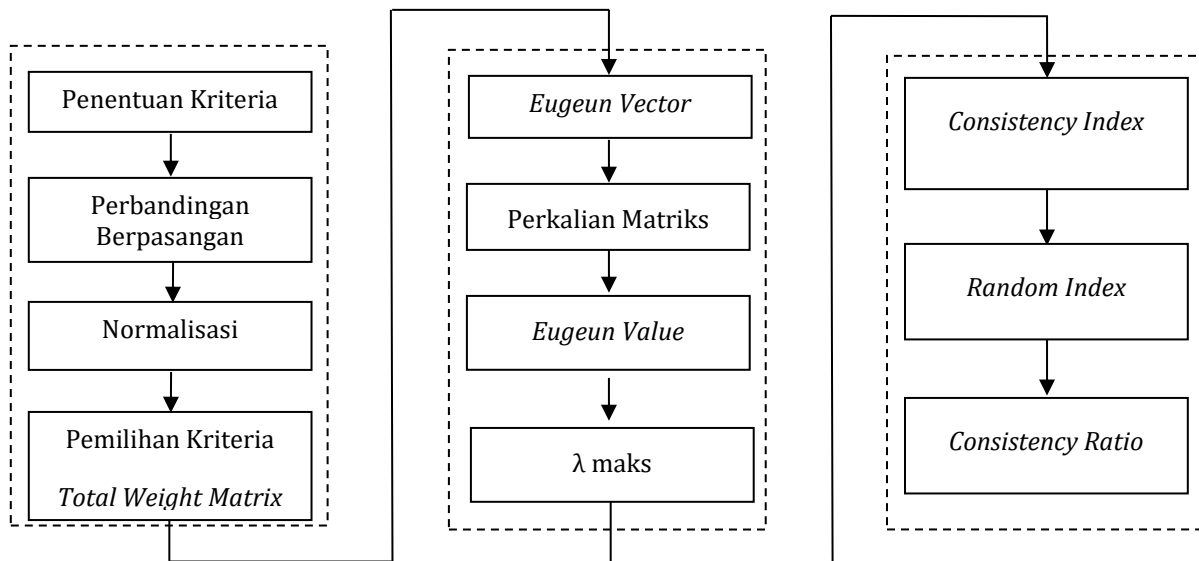 Penentuan Kriteria
Perbandingan
Berpasangan
Normalisasi
Pemilihan Kriteria
Total Weight Matrix
Eugeun Vector
Perkalian Matriks
Eugeun Value
λ maks
Consistency Index
Random Index
Consistency Ratio